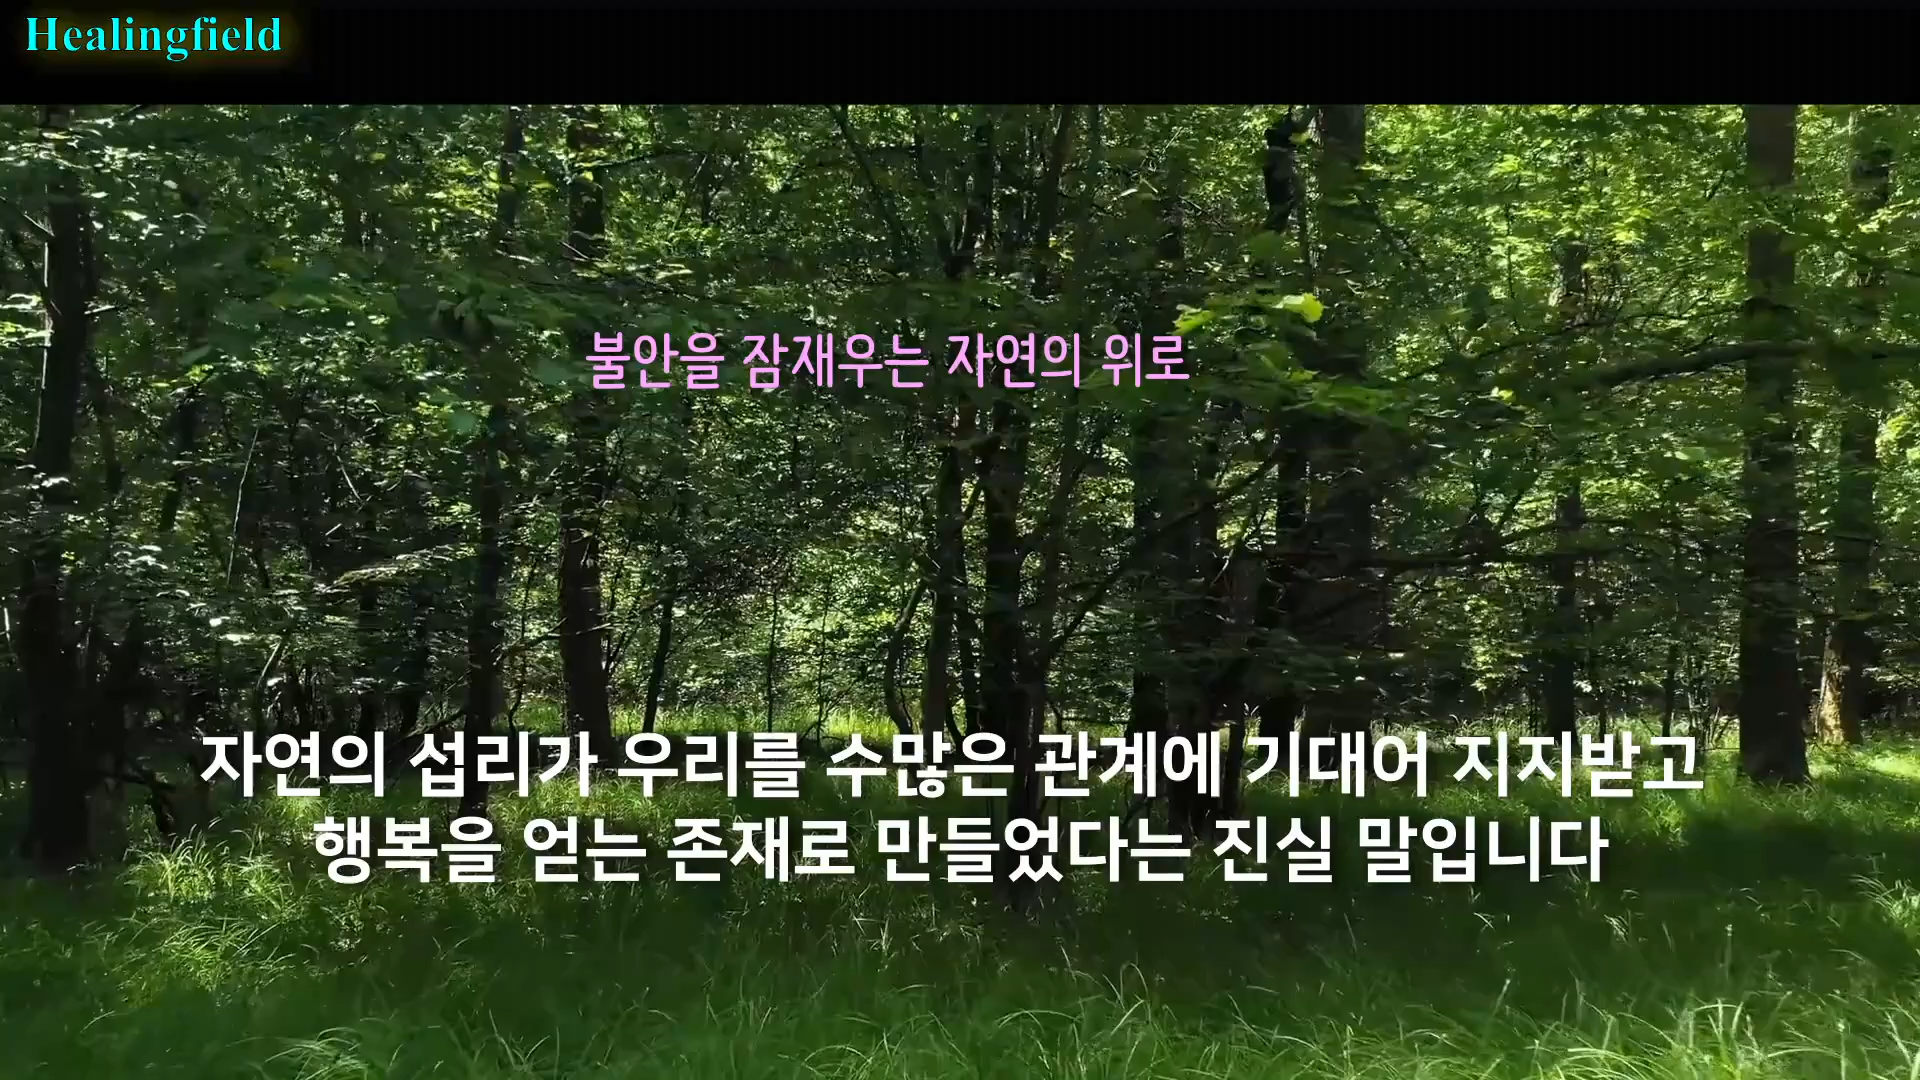 Healingfield
불안을 잠재우는 자연의 위로
자연의 섭리가 우리를 수많은 관계에 기대어 지지받고
행복을 얻는 존재로 만들었다는 진실 말입니다